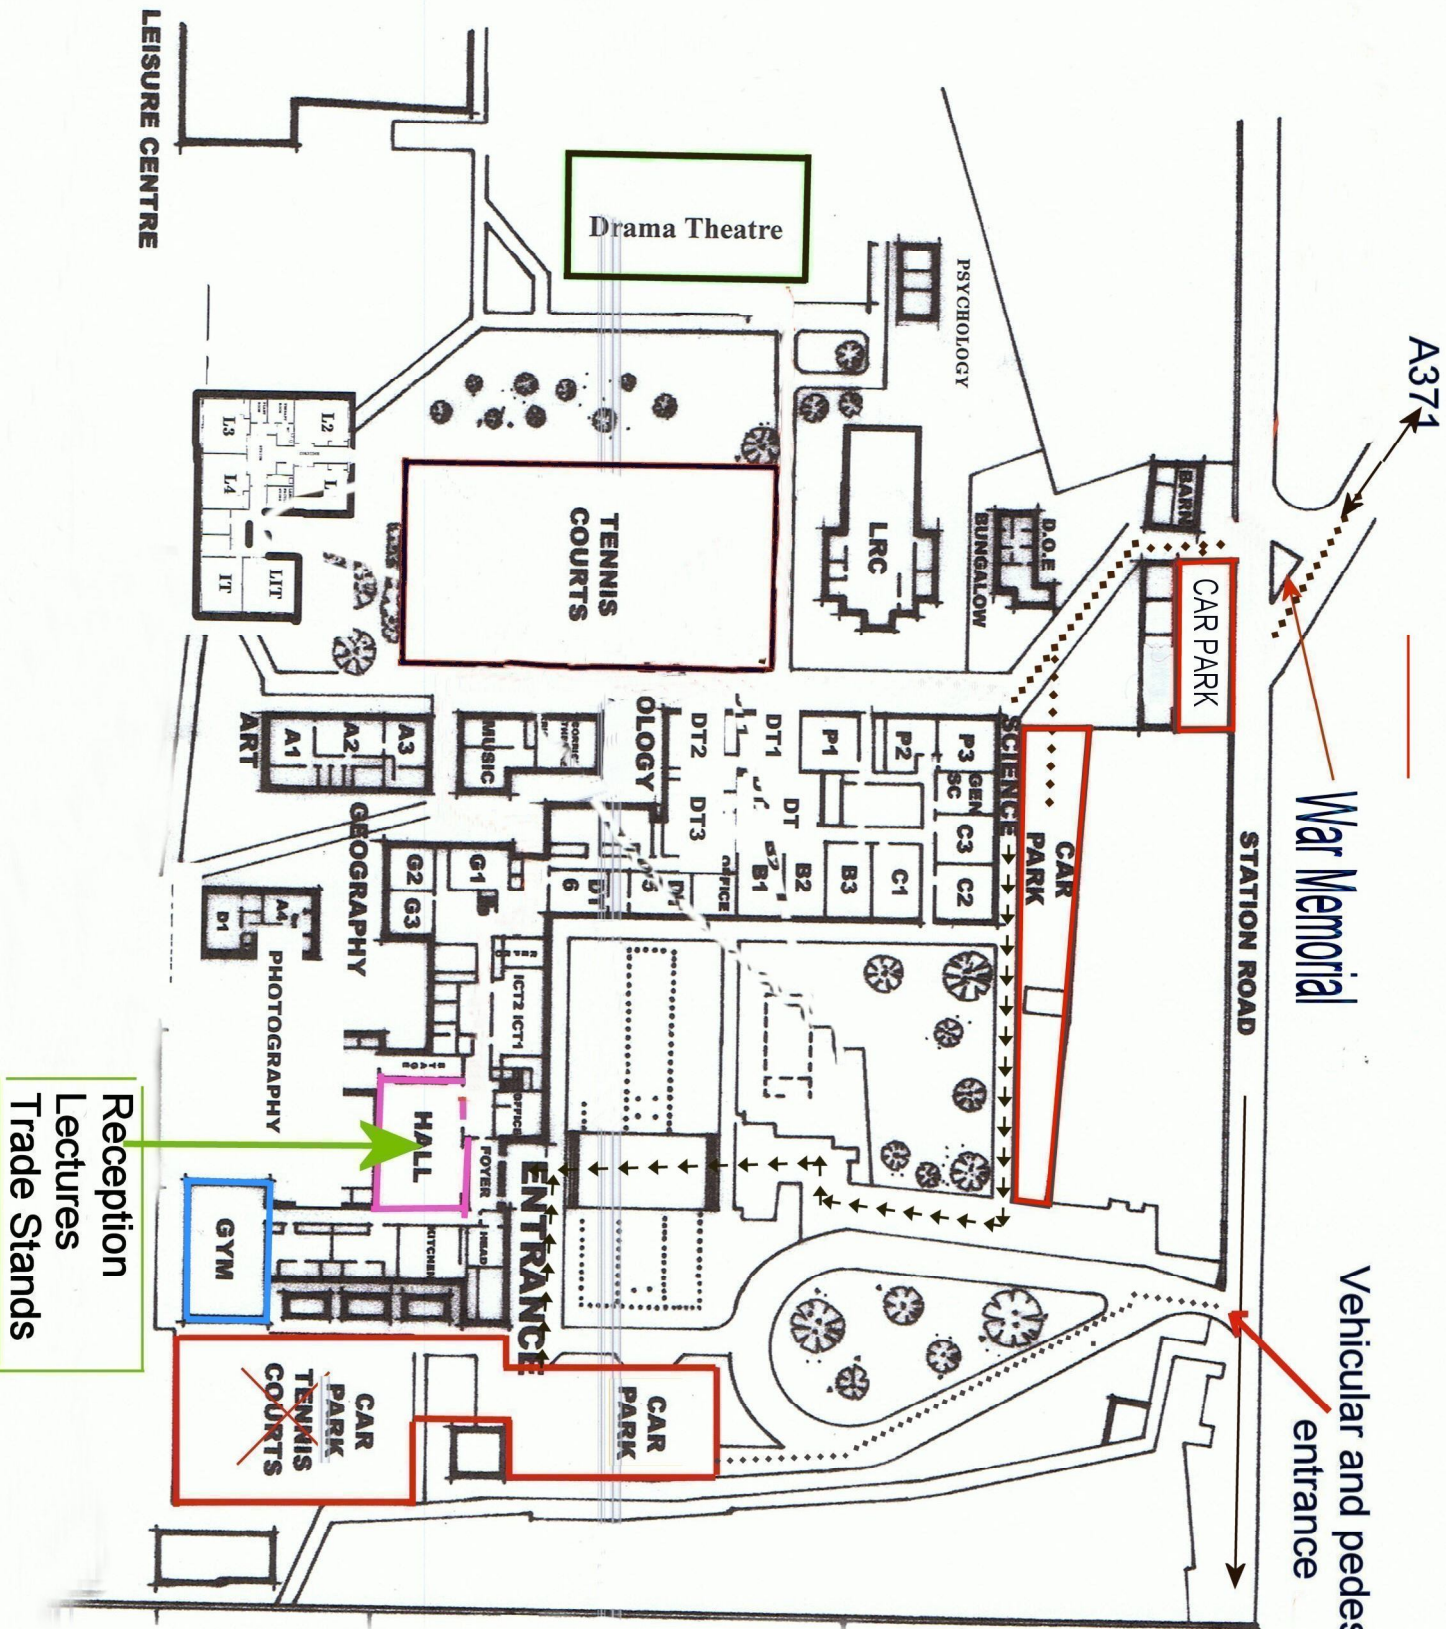 A371
War Memorial
STATION ROAD
Vehicular and pedes
entrance
BARN
CAR PARK
D.O.E
BUNGALOW
PSYCHOLOGY
Drama Theatre
LRC
LEISURE CENTRE
TENNIS
COURTS
L2
L3
L4
L
LIT
IT
SCIENCE
CAR
PARK
P3
GEN
SC
C3
C2
P2
C1
P1
B3
B2
B1
DT1
DT
DT2
DT3
OFFICE
OLOGY
MUSIC
A3
A2
A1
ART
GEOGRAPHY
G1
G2
G3
A4
D1
PHOTOGRAPHY
ICT2
ICT1
OFFICE
STAGE
HALL
FOYER
ENTRANCE
HEAD
KITCHEN
GYM
Reception
Lectures
Trade Stands
CAR
PARK
CAR
PARK
TENNIS
COURTS